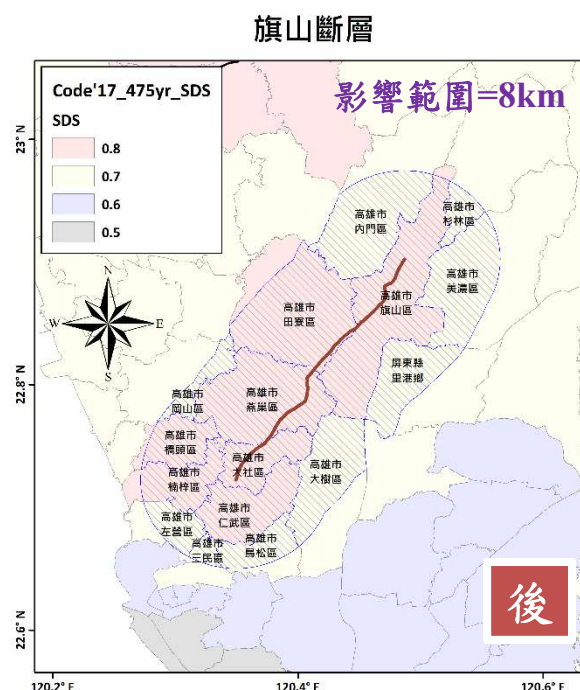 旗山斷層
Code'17_475yr_SDS
SDS
0.8
0.7
0.6
0.5
影響範圍=8km
23° N
22.8° N
22.6° N
N
W
E
S
高雄市
內門區
高雄市
杉林區
高雄市
美濃區
高雄市
旗山區
高雄市
田寮區
屏東縣
里港鄉
高雄市
岡山區
高雄市
燕巢區
高雄市
橋頭區
高雄市
大社區
高雄市
大樹區
高雄市
楠梓區
高雄市
仁武區
高雄市
左營區
高雄市
三民區
高雄市
鳥松區
後
120.2° E
120.4° E
120.6° E